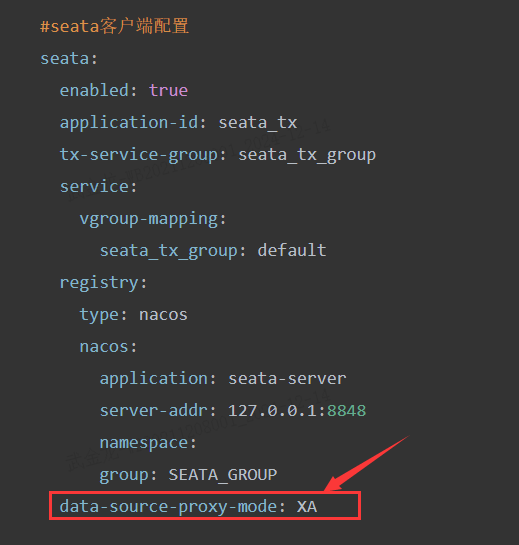 #seata客户端配置
seata:
enabled: true
application-id: seata_tx
tx-service-group: seata_tx_group
service:
vgroup-mapping:
seata_tx_group: default
registry:
type: nacos
nacos:
application: seata-server
server-addr: 127.0.0.1:8848
namespace:
group: SEATA_GROUP
data-source-proxy-mode: XA